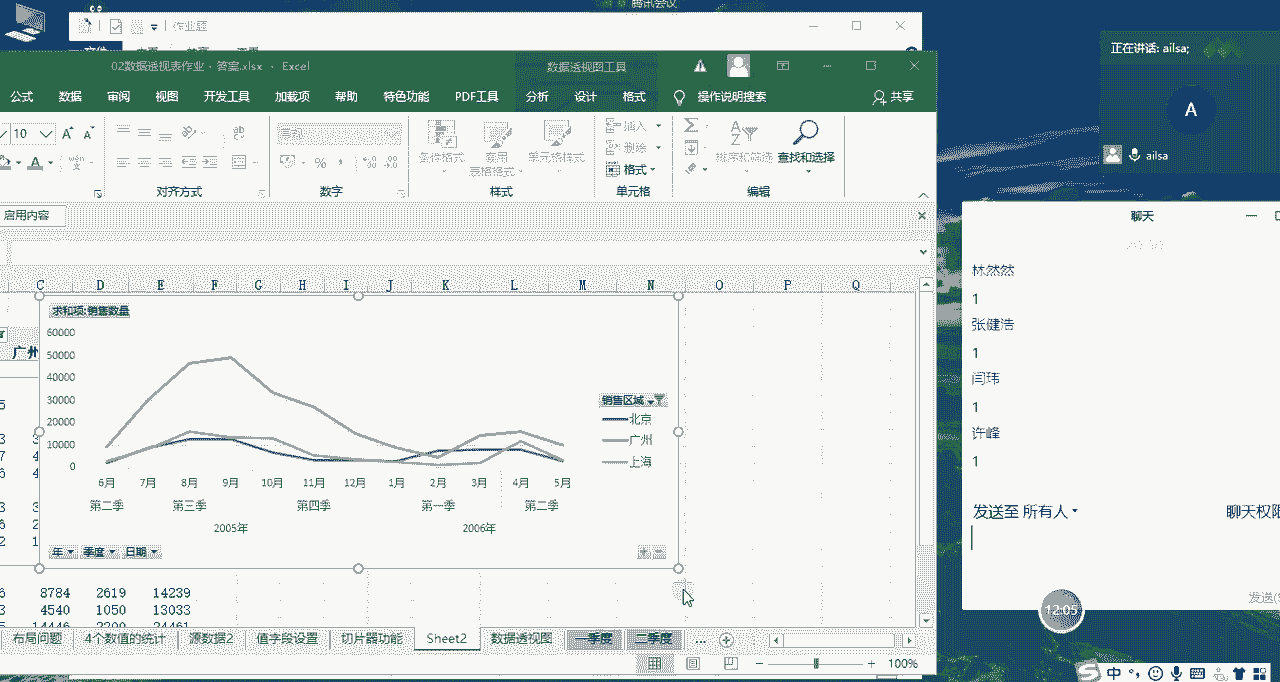 腾讯会议
作业题
文件
02数据透视表作业 - 答案.xlsx - Excel
数据透视图工具
公式 数据 审阅 视图 开发工具 加载项 帮助 特色功能 PDF工具 分析 设计 格式 操作说明搜索 共享
10
常规
条件格式
套用
表格格式
单元格样式
插入
删除
格式
排序和筛选
查找和选择
对齐方式 数字 样式 单元格 编辑
启用内容
C D E F G H I J K L M N O P Q
广州
求和项:销售数量
60000
50000
40000
30000
20000
10000
0
6月 7月 8月 9月 10月 11月 12月 1月 2月 3月 4月 5月
第二季 第三季 第四季 第一季 第二季
2005年 2006年
销售区域
北京
广州
上海
年 季度 日期
8784 2619 14239
4540 1050 13033
14446 2200 24461
布局问题 4个数值的统计 源数据2 值字段设置 切片器功能 Sheet2 数据透视图 一季度 二季度 ...
100%
正在讲话: ailsa;
A
ailsa
聊天
林然然
1
张健浩
1
闫玮
1
许峰
1
发送至 所有人
聊天权限
发送(S
12:05
中